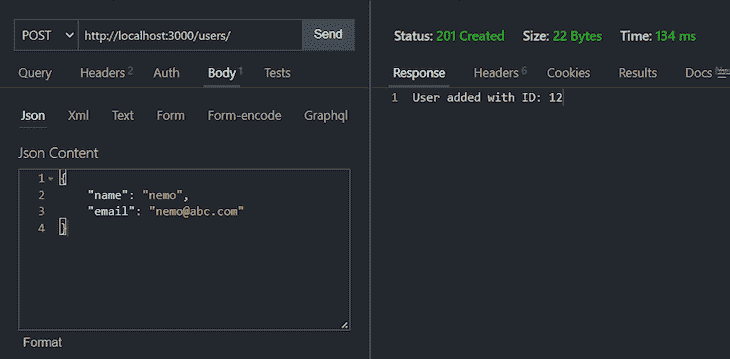 POST http://localhost:3000/users/ Send
Query Headers 2 Auth Body 1 Tests
Json Xml Text Form Form-encode Graphql
Json Content
1 {
2 "name": "nemo",
3 "email": "nemo@abc.com"
4 }
Format
Status: 201 Created Size: 22 Bytes Time: 134 ms
Response Headers 6 Cookies Results Docs
1 User added with ID: 12